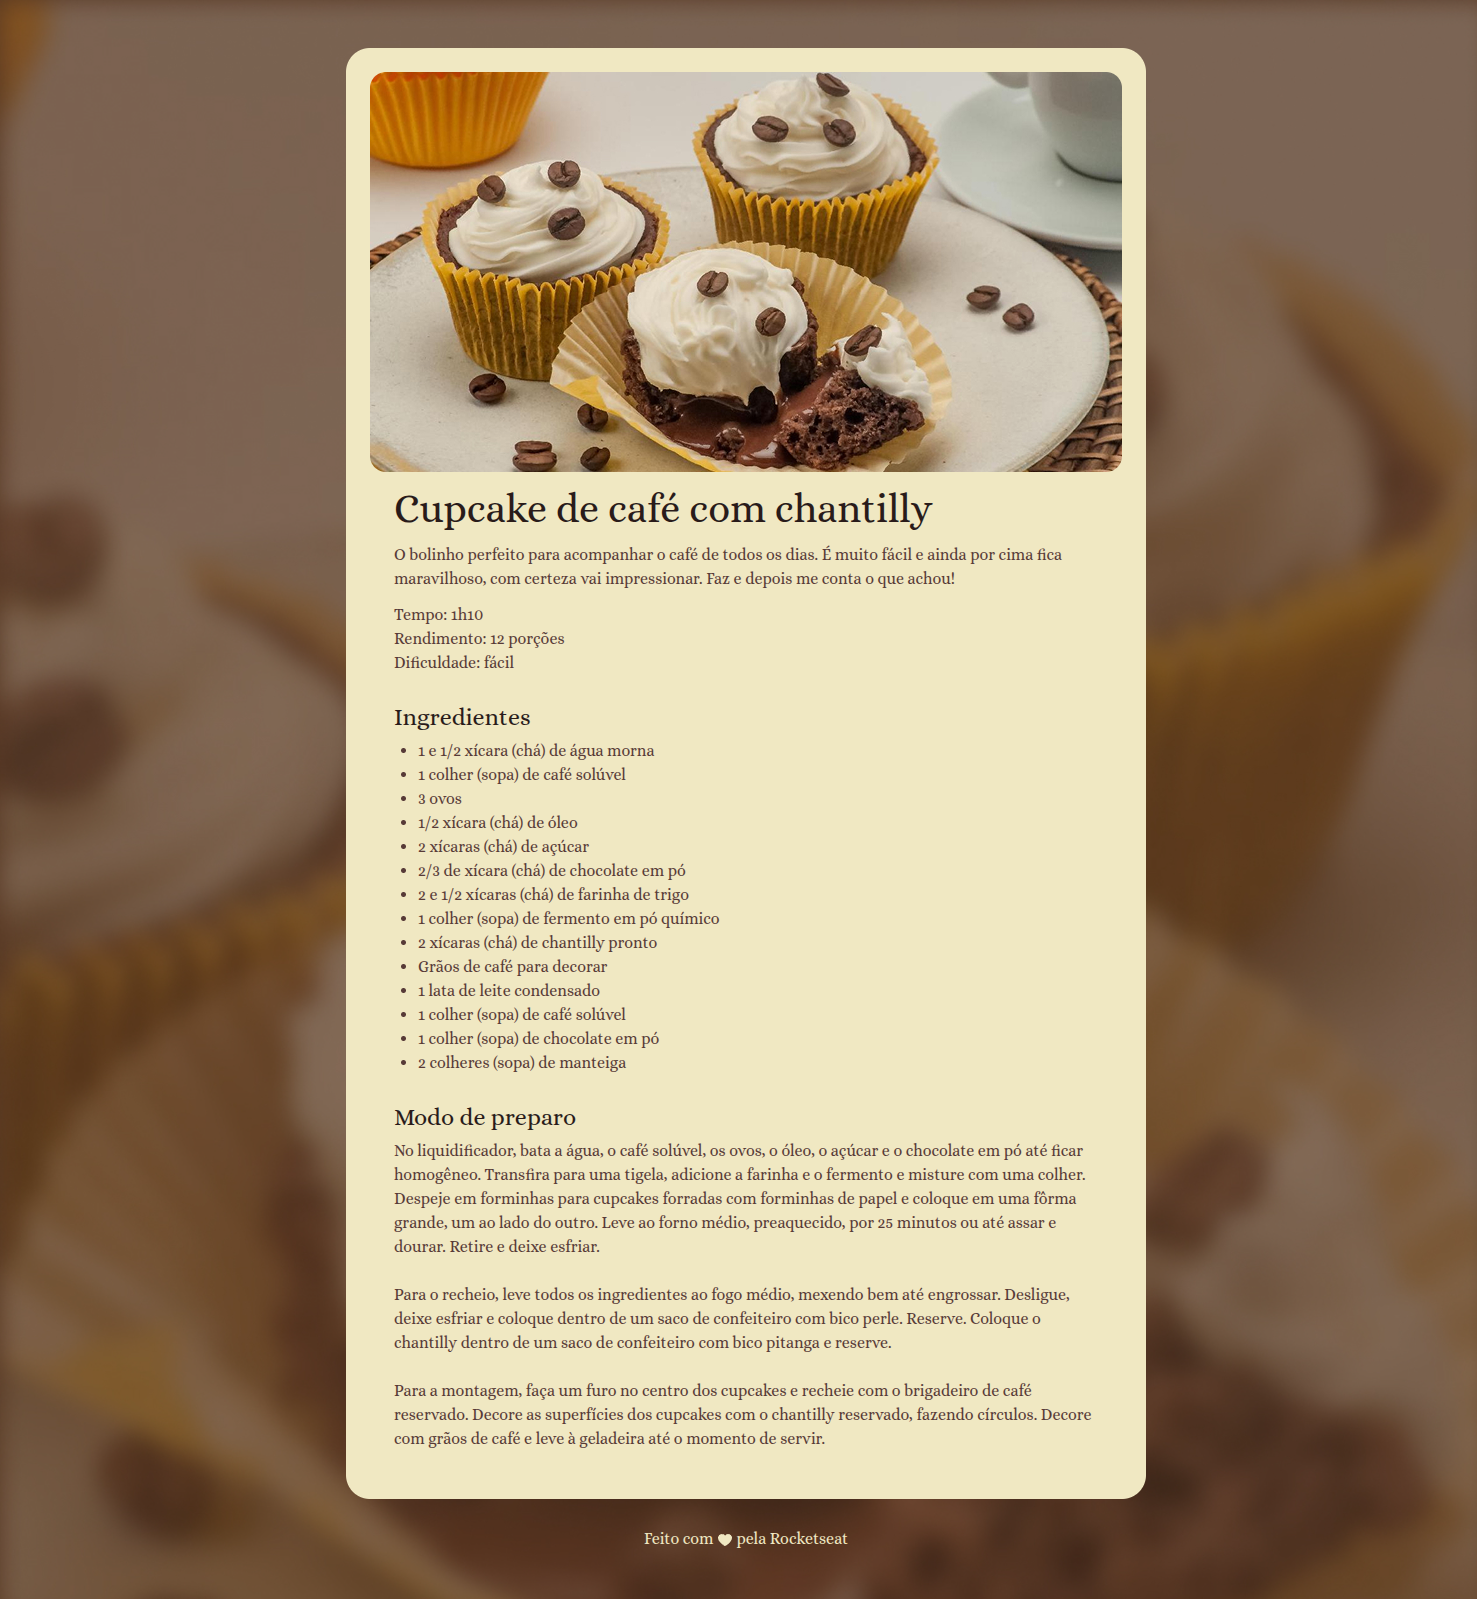 Cupcake de café com chantilly
O bolinho perfeito para acompanhar o café de todos os dias. É muito fácil e ainda por cima fica
maravilhoso, com certeza vai impressionar. Faz e depois me conta o que achou!
Tempo: 1h10
Rendimento: 12 porções
Dificuldade: fácil
Ingredientes
• 1 e 1/2 xícara (chá) de água morna
• 1 colher (sopa) de café solúvel
• 3 ovos
• 1/2 xícara (chá) de óleo
• 2 xícaras (chá) de açúcar
• 2/3 de xícara (chá) de chocolate em pó
• 2 e 1/2 xícaras (chá) de farinha de trigo
• 1 colher (sopa) de fermento em pó químico
• 2 xícaras (chá) de chantilly pronto
• Grãos de café para decorar
• 1 lata de leite condensado
• 1 colher (sopa) de café solúvel
• 1 colher (sopa) de chocolate em pó
• 2 colheres (sopa) de manteiga
Modo de preparo
No liquidificador, bata a água, o café solúvel, os ovos, o óleo, o açúcar e o chocolate em pó até ficar
homogêneo. Transfira para uma tigela, adicione a farinha e o fermento e misture com uma colher.
Despeje em forminhas para cupcakes forradas com forminhas de papel e coloque em uma fôrma
grande, um ao lado do outro. Leve ao forno médio, preaquecido, por 25 minutos ou até assar e
dourar. Retire e deixe esfriar.
Para o recheio, leve todos os ingredientes ao fogo médio, mexendo bem até engrossar. Desligue,
deixe esfriar e coloque dentro de um saco de confeiteiro com bico perle. Reserve. Coloque o
chantilly dentro de um saco de confeiteiro com bico pitanga e reserve.
Para a montagem, faça um furo no centro dos cupcakes e recheie com o brigadeiro de café
reservado. Decore as superfícies dos cupcakes com o chantilly reservado, fazendo círculos. Decore
com grãos de café e leve à geladeira até o momento de servir.
Feito com ♥ pela Rocketseat